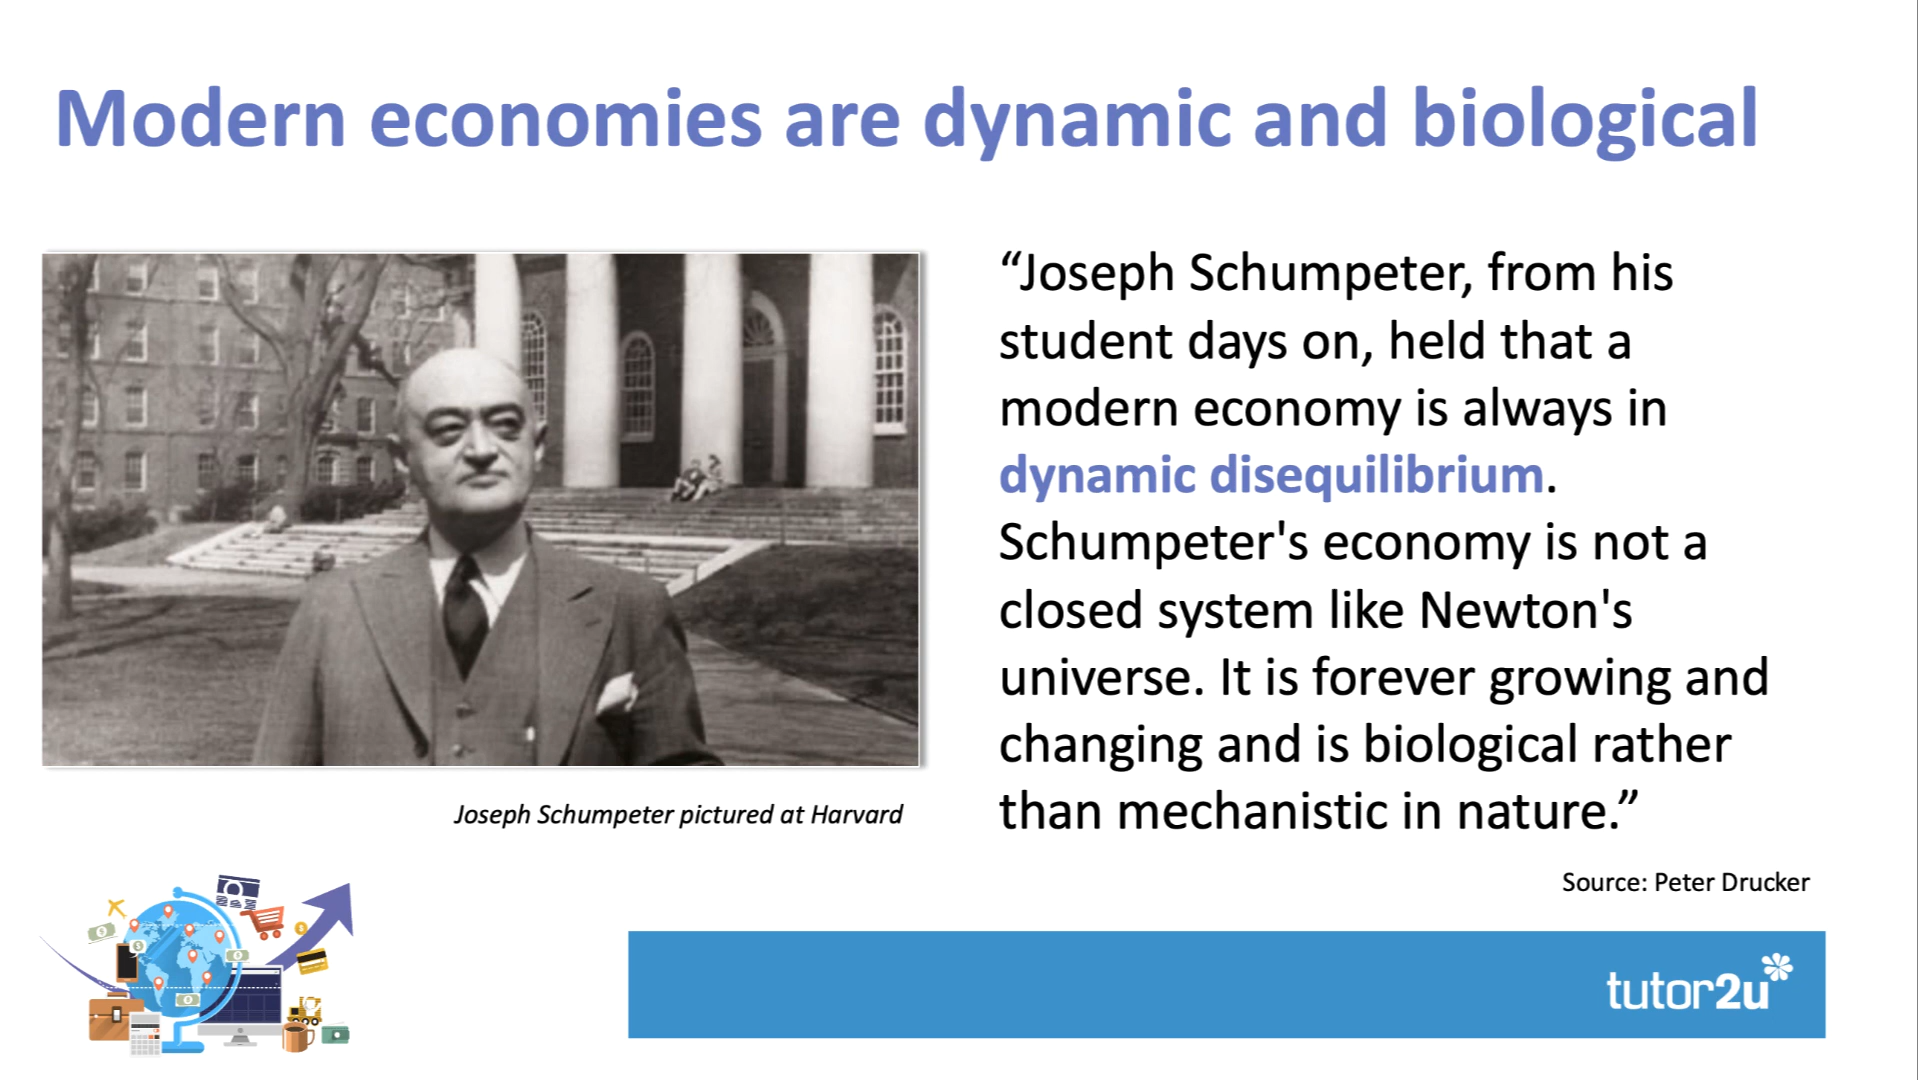 Modern economies are dynamic and biological
“Joseph Schumpeter, from his
student days on, held that a
modern economy is always in
dynamic disequilibrium.
Schumpeter's economy is not a
closed system like Newton's
universe. It is forever growing and
changing and is biological rather
than mechanistic in nature.”
Joseph Schumpeter pictured at Harvard
Source: Peter Drucker
tutor2u